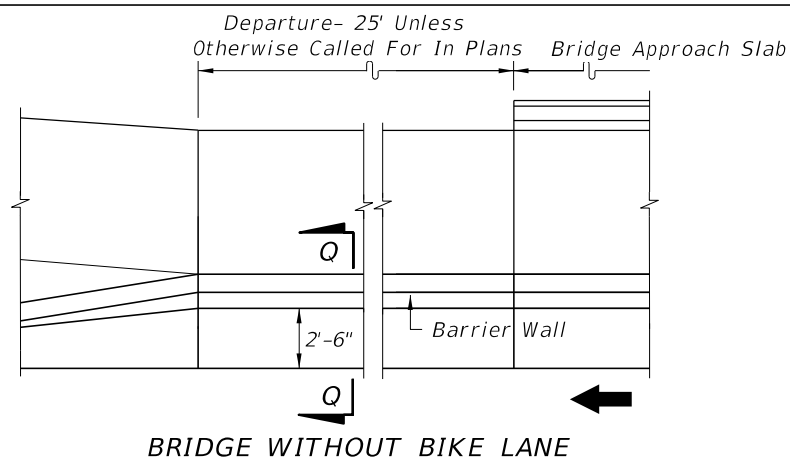 Departure- 25' Unless
Otherwise Called For In Plans
Bridge Approach Slab
Q
2'-6"
Barrier Wall
Q
BRIDGE WITHOUT BIKE LANE